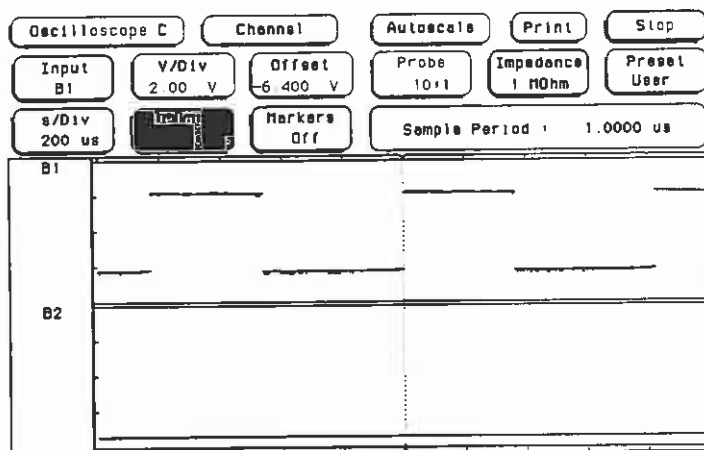 Oscilloscope C Channel Autoscale Print Stop
Input V/Div Offset Probe Impedance Preset
B1 2.00 V -6.400 V 10:1 1 MOhm User
s/Div Markers Sample Period : 1.0000 us
200 us Off
B1
B2